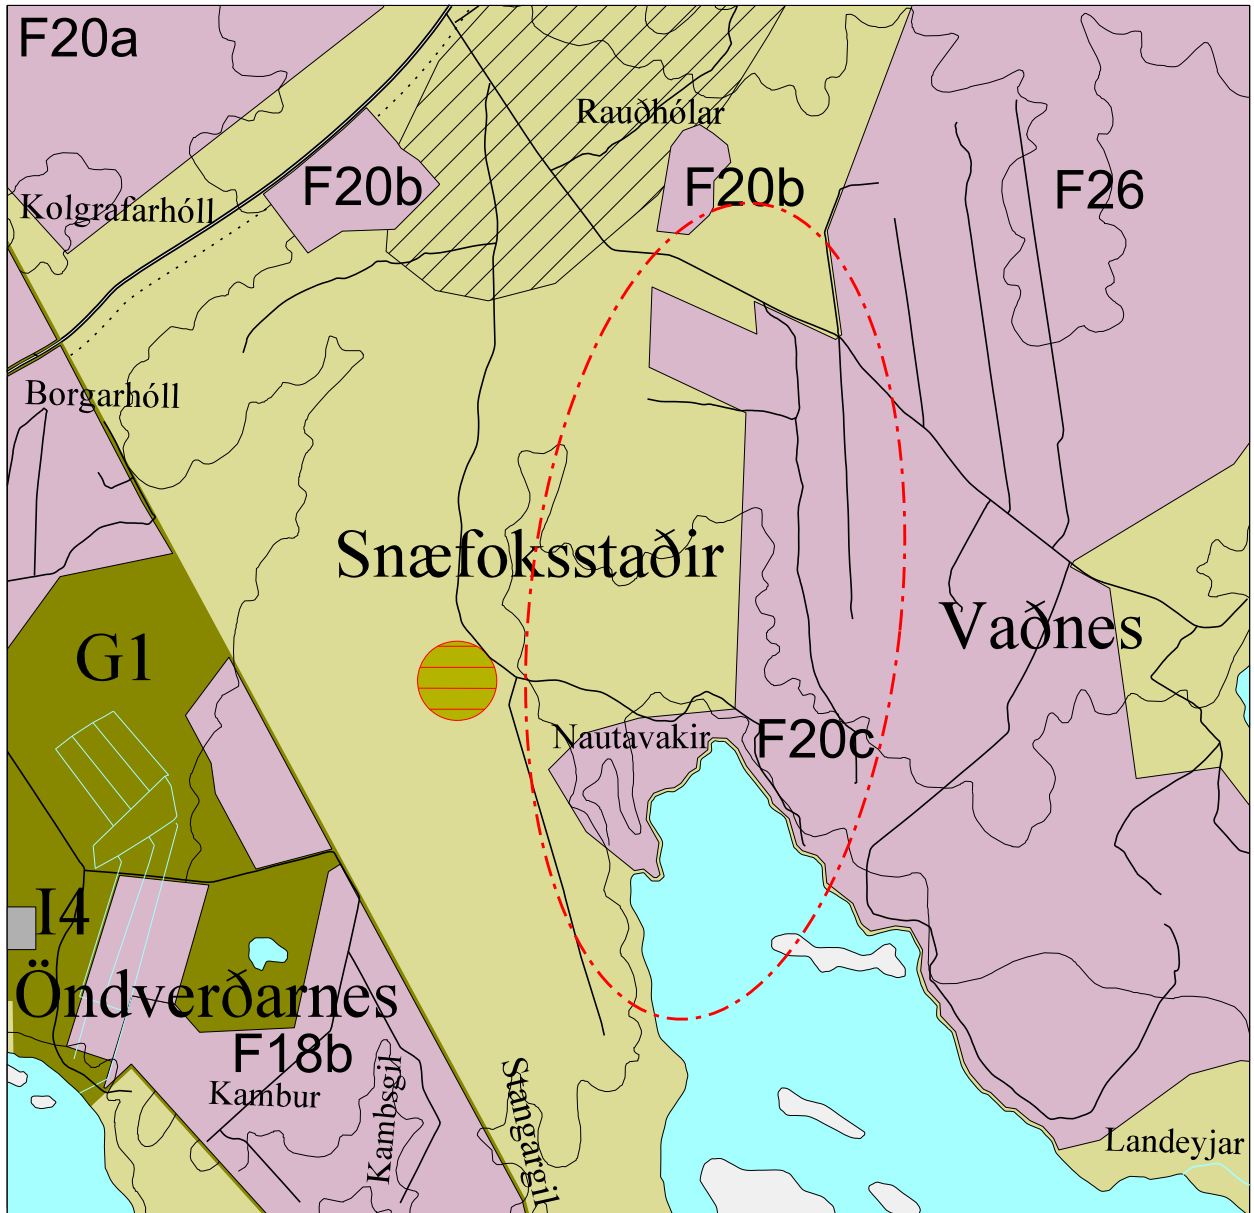 F20a
Rauðhólar
F20b
F20b
F26
Kolgrafarhóll
Borgarhóll
Snæfoksstaðir
Vaðnes
G1
Nautavakir
F20c
I4
Öndverðarnes
F18b
Kambur
Kambsgil
Stangargil
Landeyjar